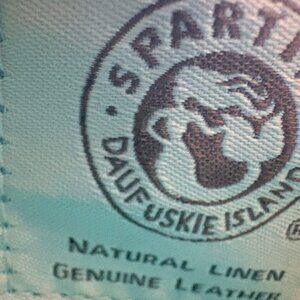 · SPARTI
DAUFUSKIE ISLAND
NATURAL LINEN
GENUINE LEATHER